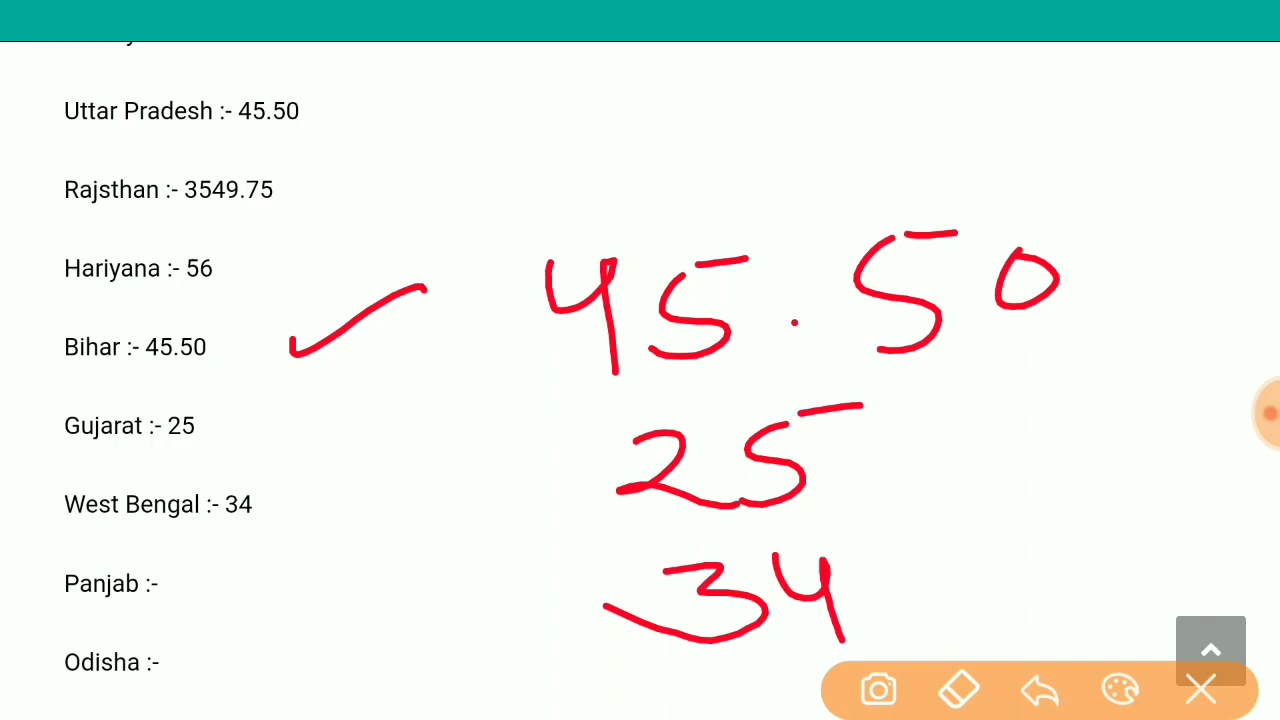 Uttar Pradesh :- 45.50
Rajsthan :- 3549.75
Hariyana :- 56
45.50
Bihar :- 45.50
Gujarat :- 25
25
West Bengal :- 34
34
Panjab :-
Odisha :-